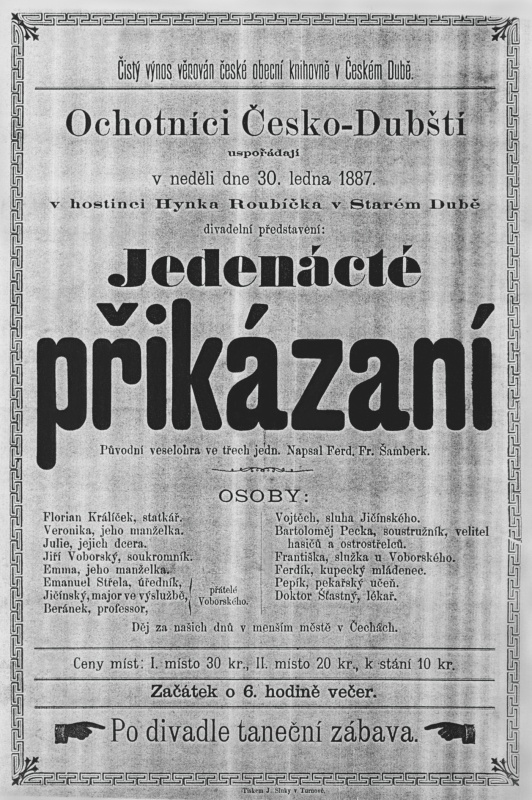 Čistý výnos věnován české obecní knihovně v Českém Dubě.
Ochotníci Česko-Dubští
uspořádají
v neděli dne 30. ledna 1887.
v hostinci Hynka Roubíčka v Starém Dubě
divadelní představení:
Jedenácté
přikázaní
Původní veselohra ve třech jedn. Napsal Ferd. Fr. Šamberk.
OSOBY:
Florian Králíček, statkář.
Veronika, jeho manželka.
Julie, jejich dcera.
Jiří Voborský, soukromník.
Emma, jeho manželka.
Emanuel Střela, úředník,
Jičínský, major ve výslužbě,
Beránek, professor,
přátelé
Voborského.
Vojtěch, sluha Jičínského.
Bartoloměj Pecka, soustružník, velitel
hasičů a ostrostřelců.
Františka, služka u Voborského.
Ferdík, kupecký mládenec.
Pepík, pekařský učeň.
Doktor Šťastný, lékař.
Děj za našich dnů v menším městě v Čechách.
Ceny míst: I. místo 30 kr., II. místo 20 kr., k stání 10 kr.
Začátek o 6. hodině večer.
Po divadle taneční zábava.
Tiskem J. Sluky v Turnově.